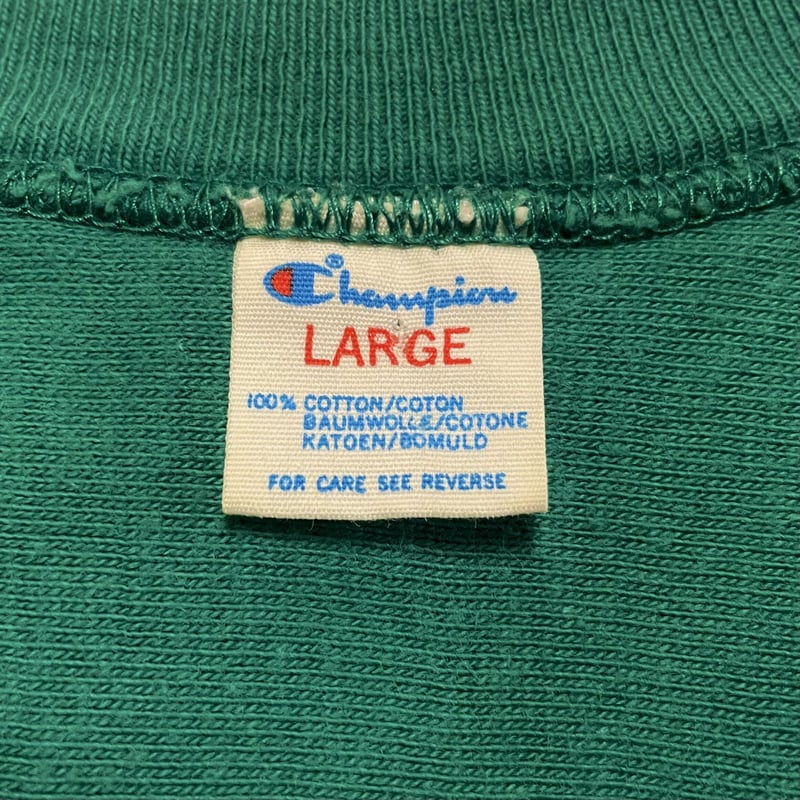 Champion®
LARGE
100% COTTON/COTON
BAUMWOLLE/COTONE
KATOEN/BOMULD
FOR CARE SEE REVERSE